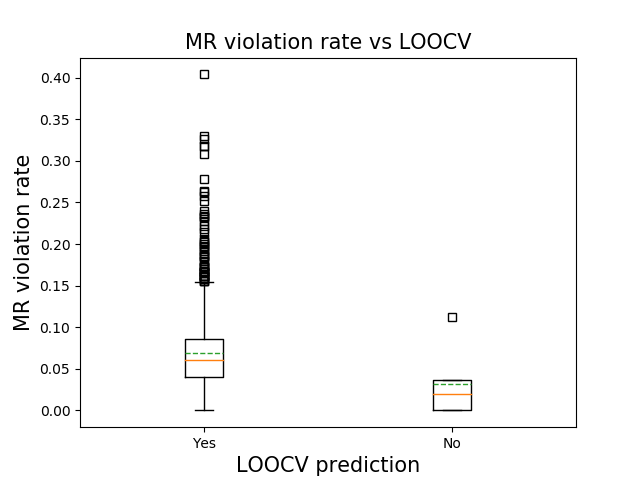 MR violation rate vs LOOCV
MR violation rate
0.40
0.35
0.30
0.25
0.20
0.15
0.10
0.05
0.00
Yes
No
LOOCV prediction